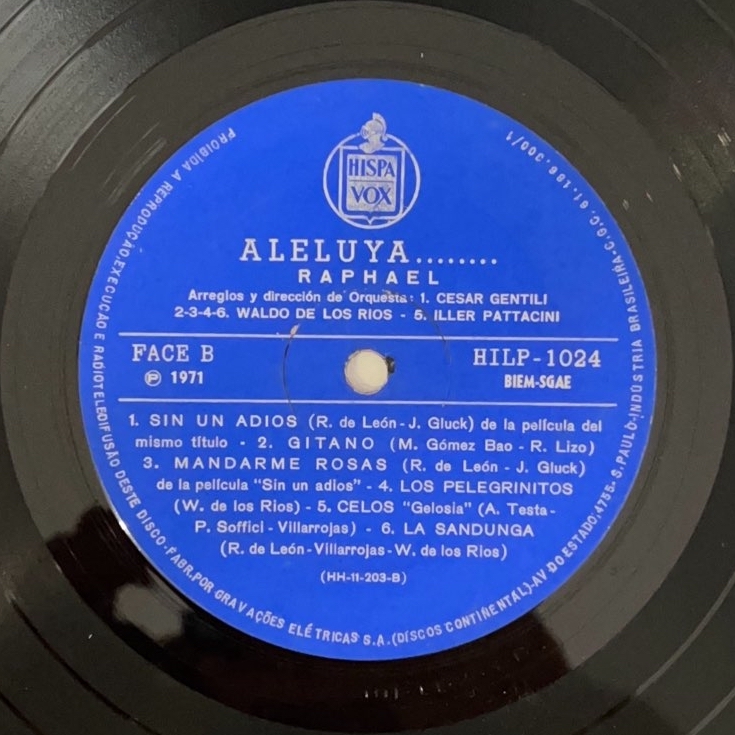 HISPA
VOX
ALELUYA........
RAPHAEL
Arreglos y dirección de Orquesta: 1. CESAR GENTILI
2-3-4-6. WALDO DE LOS RIOS - 5. ILLER PATTACINI
FACE B
HILP-1024
℗ 1971
BIEM-SGAE
1. SIN UN ADIOS (R. de León - J. Gluck) de la película del
mismo título - 2. GITANO (M. Gómez Bao - R. Lizo)
3. MANDARME ROSAS (R. de León - J. Gluck)
de la película "Sin un adios" - 4. LOS PELEGRINITOS
(W. de los Rios) - 5. CELOS "Gelosia" (A. Testa-
P. Soffici - Villarrojas) - 6. LA SANDUNGA
(R. de León-Villarrojas-W. de los Rios)
(HH-11-203-B)
PROIBIDA A REPRODUÇÃO, EXECUÇÃO E RADIOTELEDIFUSÃO DESTE DISCO-FABR.POR GRAVAÇÕES ELÉTRICAS S.A.(DISCOS CONTINENTAL)-AV DO ESTADO,4755-S.PAULO-INDÚSTRIA BRASILEIRA-C.G.C. 61.186.300/1